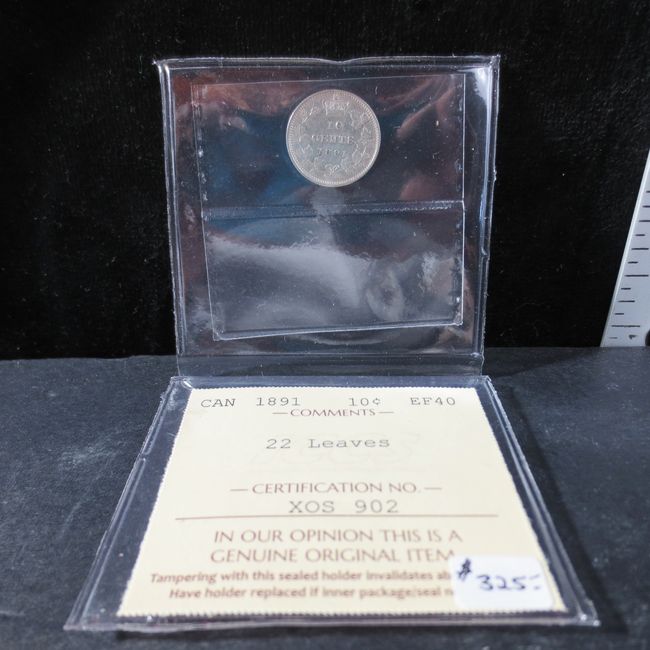 10
CENTS
CAN 1891 10¢ EF40
— COMMENTS —
22 Leaves
— CERTIFICATION NO. —
XOS 902
IN OUR OPINION THIS IS A
GENUINE ORIGINAL ITEM
Tampering with this sealed holder invalidates
Have holder replaced if inner package/seal
$325-